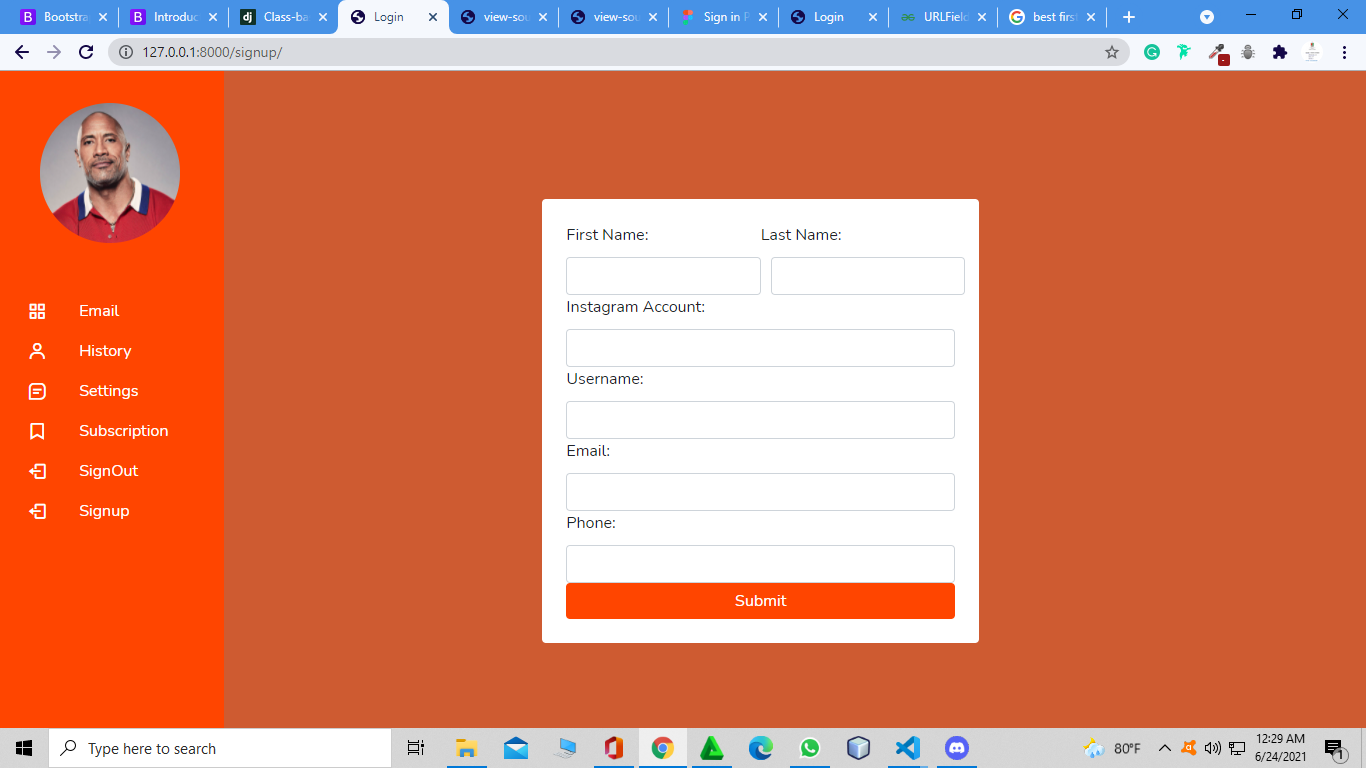 Bootstrap
Introduc
Class-ba
Login
view-sou
view-sou
Sign in P
Login
URLField
best first
127.0.0.1:8000/signup/
Email
History
Settings
Subscription
SignOut
Signup
First Name:
Last Name:
Instagram Account:
Username:
Email:
Phone:
Submit
Type here to search
80°F
12:29 AM
6/24/2021
1